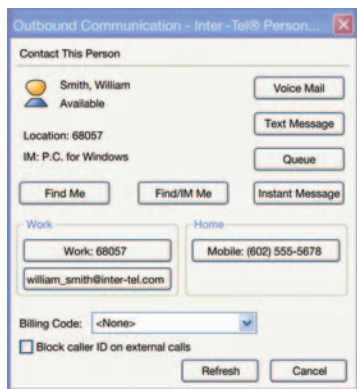 Outbound Communication - Inter-Tel® Person...
Contact This Person
Smith, William
Available
Voice Mail
Text Message
Location: 68057
IM: P.C. for Windows
Queue
Find Me
Find/IM Me
Instant Message
Work
Home
Work: 68057
Mobile: (602) 555-5678
william_smith@inter-tel.com
Billing Code:
<None>
Block caller ID on external calls
Refresh
Cancel